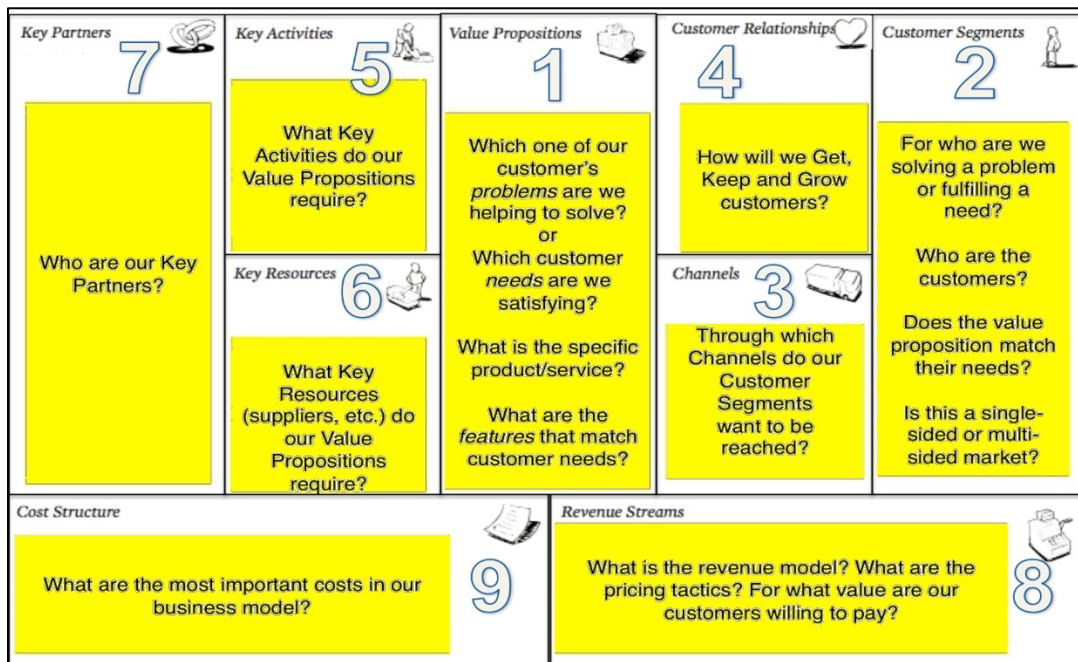 Key Partners
7
Who are our Key
Partners?
Key Activities
5
What Key
Activities do our
Value Propositions
require?
Key Resources
6
What Key
Resources
(suppliers, etc.) do
our Value
Propositions
require?
Value Propositions
1
Which one of our
customer's
problems are we
helping to solve?
or
Which customer
needs are we
satisfying?
What is the specific
product/service?
What are the
features that match
customer needs?
Customer Relationships
4
How will we Get,
Keep and Grow
customers?
Channels
3
Through which
Channels do our
Customer
Segments
want to be
reached?
Customer Segments
2
For who are we
solving a problem
or fulfilling a
need?
Who are the
customers?
Does the value
proposition match
their needs?
Is this a single-
sided or multi-
sided market?
Cost Structure
9
What are the most important costs in our
business model?
Revenue Streams
8
What is the revenue model? What are the
pricing tactics? For what value are our
customers willing to pay?